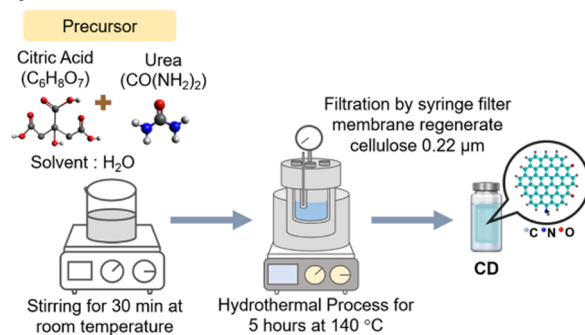 Precursor
Citric Acid
(C₆H₈O₇)
+
Urea
(CO(NH₂)₂)
Solvent : H₂O
Stirring for 30 min at
room temperature
Hydrothermal Process for
5 hours at 140 °C
Filtration by syringe filter
membrane regenerate
cellulose 0.22 µm
C N O
CD